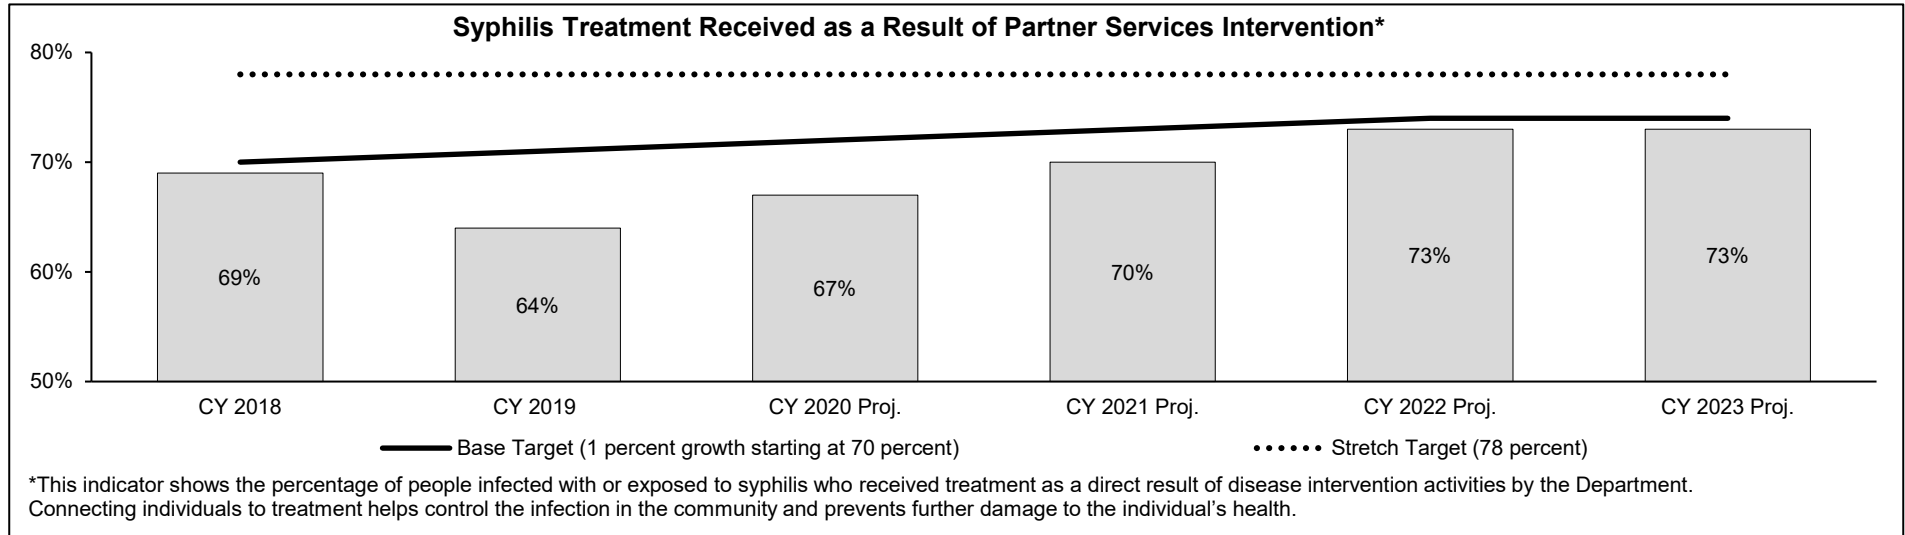 Syphilis Treatment Received as a Result of Partner Services Intervention*
80%
70%
60%
50%
69%
64%
67%
70%
73%
73%
CY 2018
CY 2019
CY 2020 Proj.
CY 2021 Proj.
CY 2022 Proj.
CY 2023 Proj.
Base Target (1 percent growth starting at 70 percent)
Stretch Target (78 percent)
*This indicator shows the percentage of people infected with or exposed to syphilis who received treatment as a direct result of disease intervention activities by the Department.
Connecting individuals to treatment helps control the infection in the community and prevents further damage to the individual’s health.